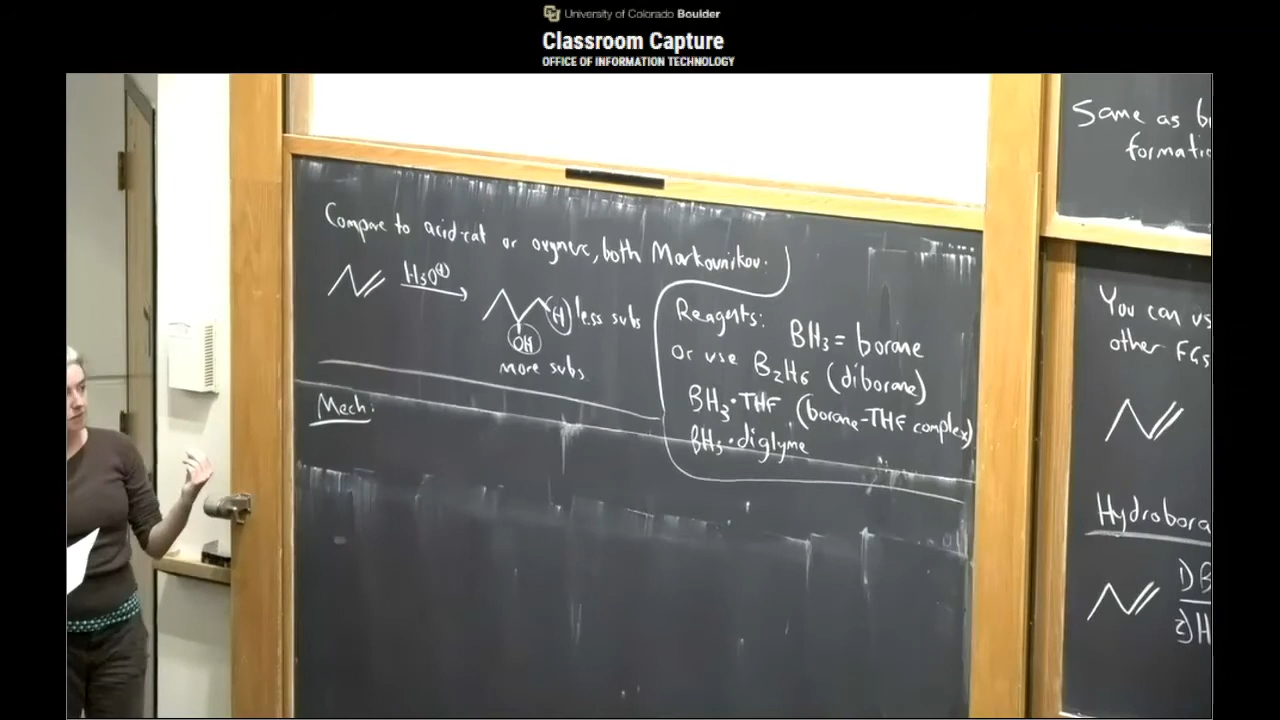 University of Colorado Boulder
Classroom Capture
OFFICE OF INFORMATION TECHNOLOGY
Compare to acid-cat or oxymerc, both Markovnikov.
H₃O⊕
H less subs
OH
more subs
Reagents:
BH₃ = borane
or use B₂H₆ (diborane)
BH₃·THF (borane-THF complex)
BH₃·diglyme
Mech:
Same as b
formatio
You can us
other FGs
Hydrobora
1) B
2) H